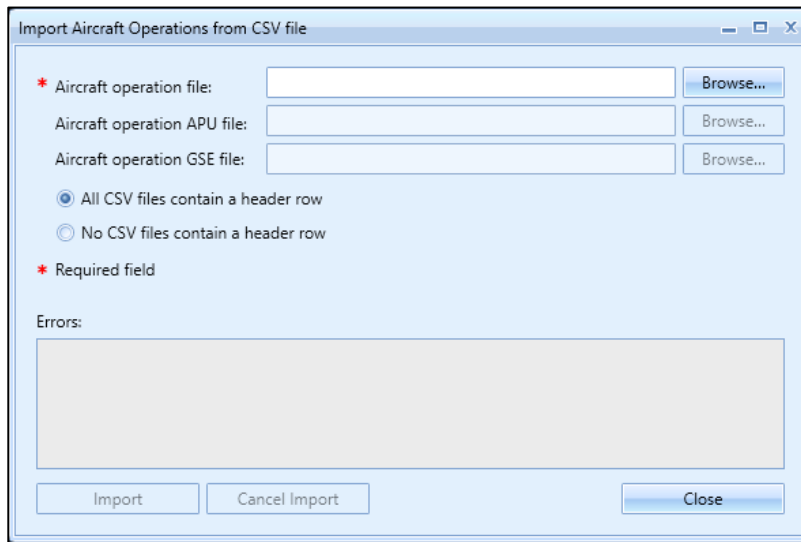 Import Aircraft Operations from CSV file
* Aircraft operation file: Browse...
Aircraft operation APU file: Browse...
Aircraft operation GSE file: Browse...
All CSV files contain a header row
No CSV files contain a header row
* Required field
Errors:
Import Cancel Import Close